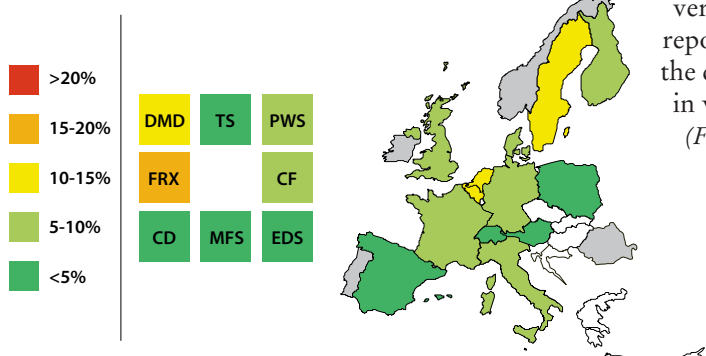 >20%
15-20%
10-15%
5-10%
<5%
DMD TS PWS
FRX CF
CD MFS EDS
ver
repo
the
in
(F